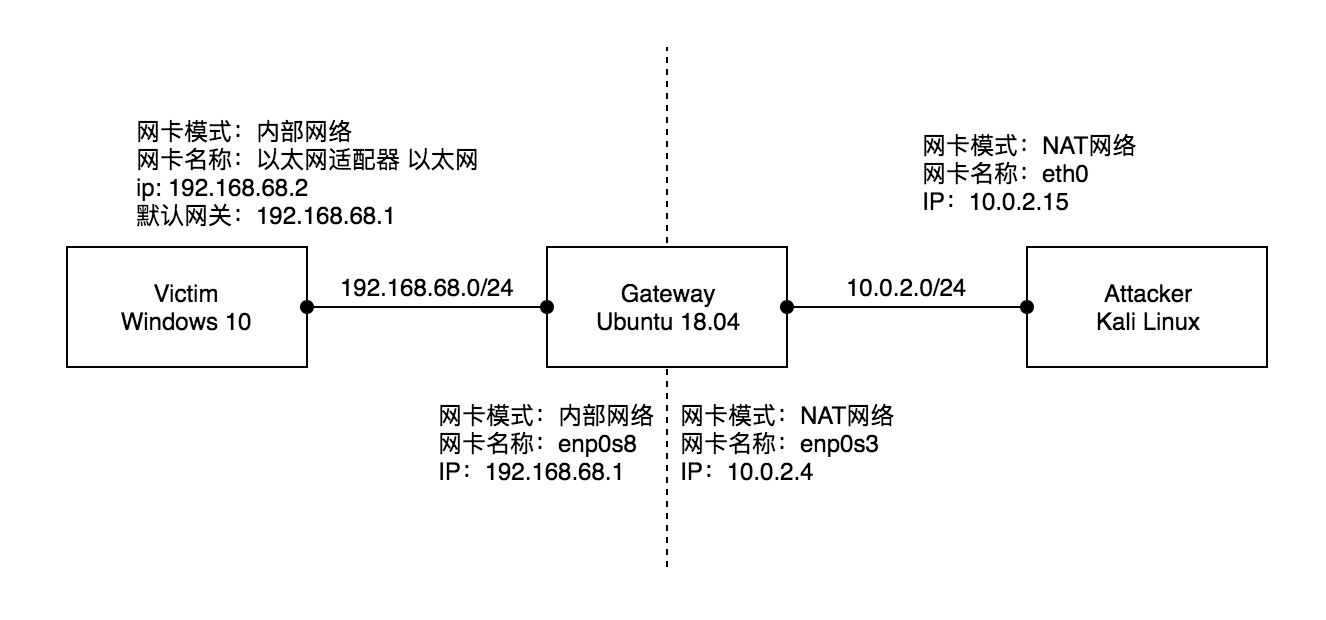 网卡模式：内部网络
网卡名称：以太网适配器 以太网
ip: 192.168.68.2
默认网关：192.168.68.1
网卡模式：NAT网络
网卡名称：eth0
IP：10.0.2.15
Victim
Windows 10
192.168.68.0/24
Gateway
Ubuntu 18.04
10.0.2.0/24
Attacker
Kali Linux
网卡模式：内部网络
网卡名称：enp0s8
IP：192.168.68.1
网卡模式：NAT网络
网卡名称：enp0s3
IP：10.0.2.4